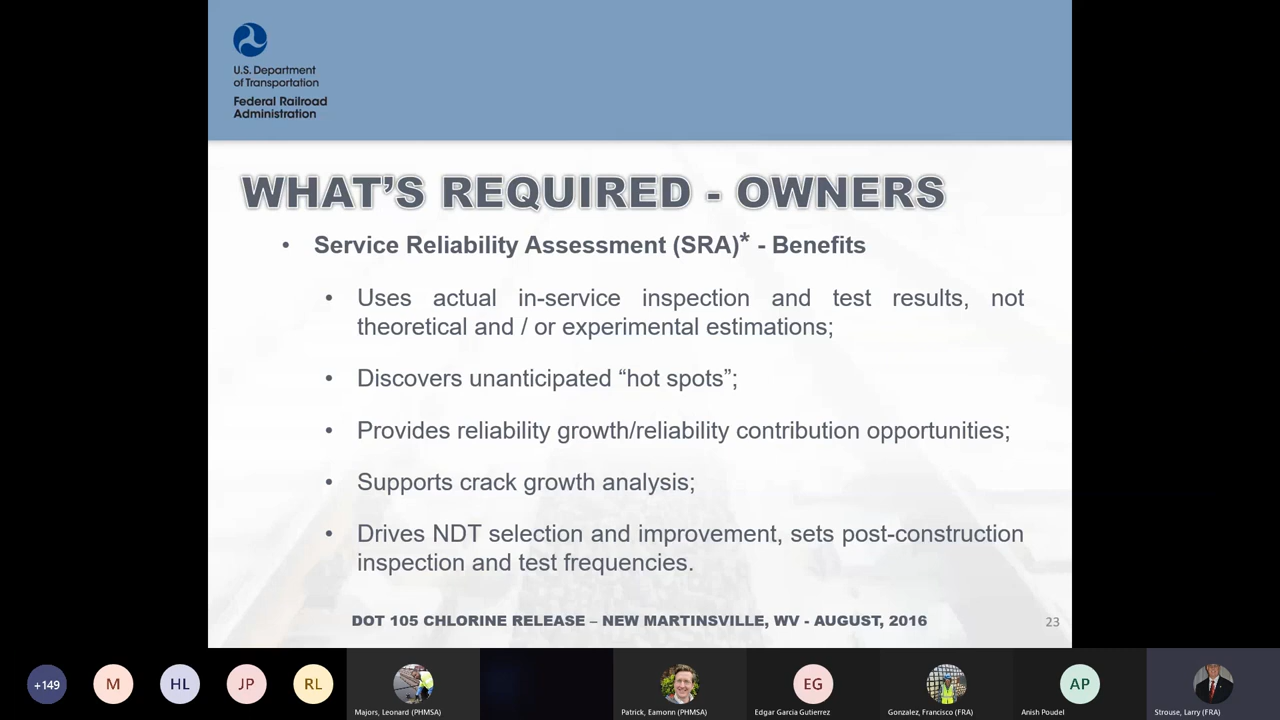 U.S. Department
of Transportation
Federal Railroad
Administration
WHAT'S REQUIRED - OWNERS
• Service Reliability Assessment (SRA)* - Benefits
• Uses actual in-service inspection and test results, not
theoretical and / or experimental estimations;
• Discovers unanticipated “hot spots”;
• Provides reliability growth/reliability contribution opportunities;
• Supports crack growth analysis;
• Drives NDT selection and improvement, sets post-construction
inspection and test frequencies.
DOT 105 CHLORINE RELEASE – NEW MARTINSVILLE, WV - AUGUST, 2016
23
+149
M
HL
JP
RL
EG
AP
Majors, Leonard (PHMSA)
Patrick, Eamonn (PHMSA)
Edgar Garcia Gutierrez
Gonzalez, Francisco (FRA)
Anish Poudel
Strouse, Larry (FRA)